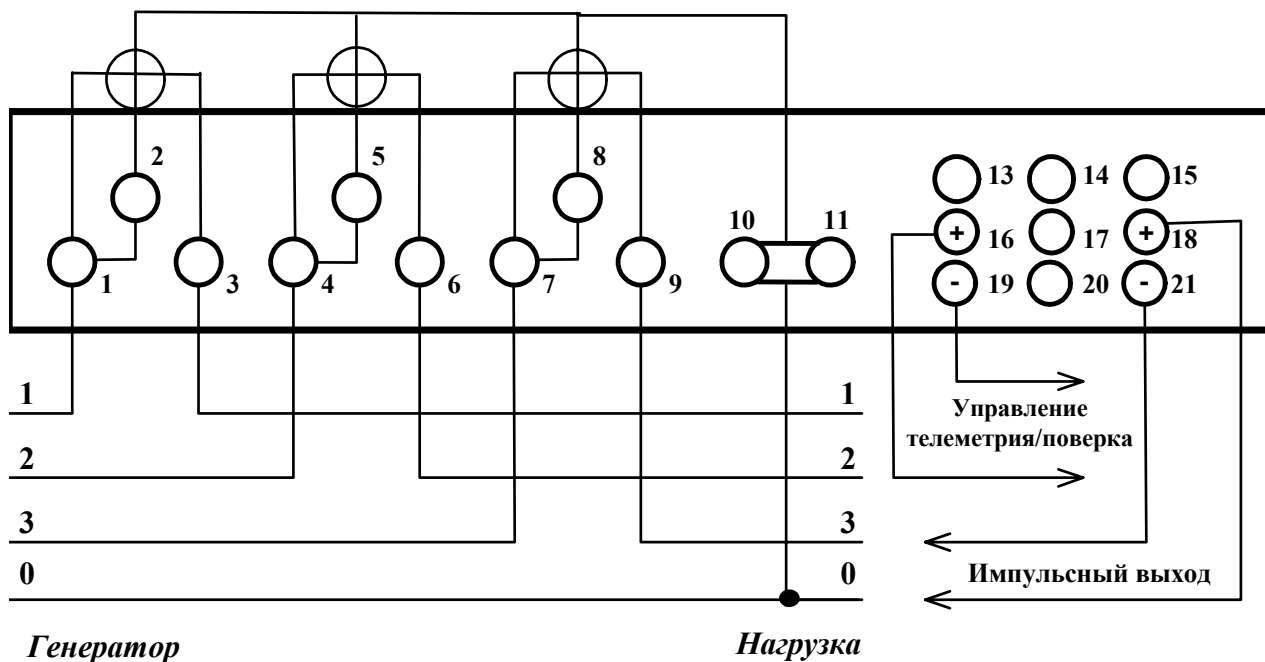 2 5 8
13 14 15
10 11
+ 16 17 + 18
1 3 4 6 7 9
- 19 20 - 21
1 1
Управление
телеметрия/поверка
2 2
3 3
0 0
Импульсный выход
Генератор Нагрузка